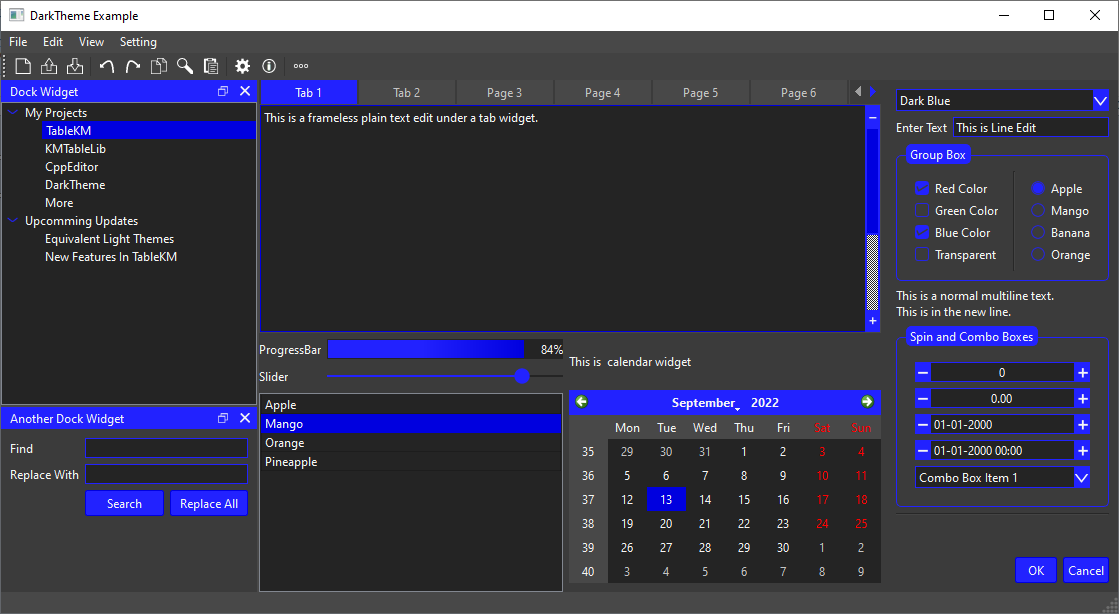 DarkTheme Example
File Edit View Setting
Dock Widget
My Projects
TableKM
KMTableLib
CppEditor
DarkTheme
More
Upcomming Updates
Equivalent Light Themes
New Features In TableKM
Another Dock Widget
Find
Replace With
Search Replace All
Tab 1 Tab 2 Page 3 Page 4 Page 5 Page 6
This is a frameless plain text edit under a tab widget.
ProgressBar 84%
Slider
Apple
Mango
Orange
Pineapple
This is calendar widget
September, 2022
Mon Tue Wed Thu Fri Sat Sun
35 29 30 31 1 2 3 4
36 5 6 7 8 9 10 11
37 12 13 14 15 16 17 18
38 19 20 21 22 23 24 25
39 26 27 28 29 30 1 2
40 3 4 5 6 7 8 9
Dark Blue
Enter Text This is Line Edit
Group Box
Red Color Apple
Green Color Mango
Blue Color Banana
Transparent Orange
This is a normal multiline text.
This is in the new line.
Spin and Combo Boxes
0
0.00
01-01-2000
01-01-2000 00:00
Combo Box Item 1
OK Cancel